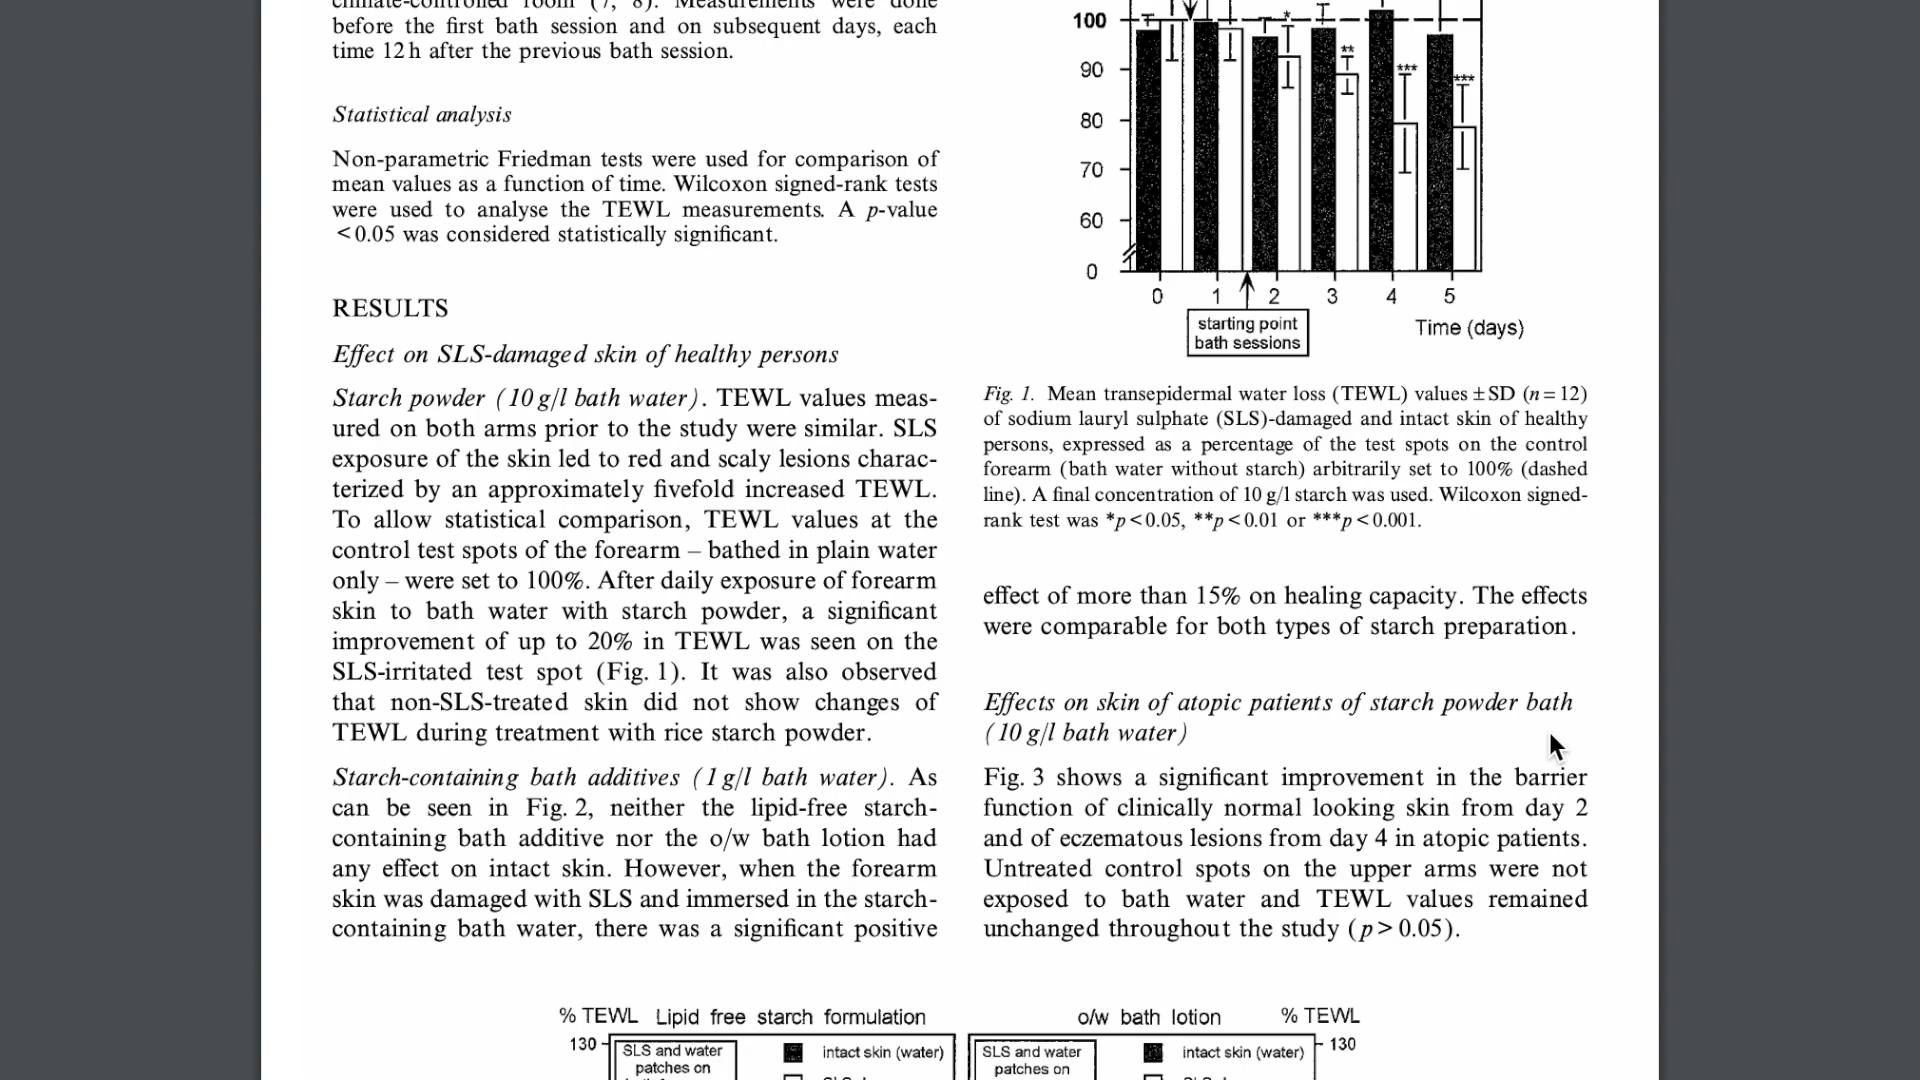 climate-controlled room (7, 8). Measurements were done
before the first bath session and on subsequent days, each
time 12 h after the previous bath session.
Statistical analysis
Non-parametric Friedman tests were used for comparison of
mean values as a function of time. Wilcoxon signed-rank tests
were used to analyse the TEWL measurements. A p-value
<0.05 was considered statistically significant.
RESULTS
Effect on SLS-damaged skin of healthy persons
Starch powder (10 g/l bath water). TEWL values meas-
ured on both arms prior to the study were similar. SLS
exposure of the skin led to red and scaly lesions charac-
terized by an approximately fivefold increased TEWL.
To allow statistical comparison, TEWL values at the
control test spots of the forearm – bathed in plain water
only – were set to 100%. After daily exposure of forearm
skin to bath water with starch powder, a significant
improvement of up to 20% in TEWL was seen on the
SLS-irritated test spot (Fig. 1). It was also observed
that non-SLS-treated skin did not show changes of
TEWL during treatment with rice starch powder.
Starch-containing bath additives (1 g/l bath water). As
can be seen in Fig. 2, neither the lipid-free starch-
containing bath additive nor the o/w bath lotion had
any effect on intact skin. However, when the forearm
skin was damaged with SLS and immersed in the starch-
containing bath water, there was a significant positive
100
*
90
**
***
***
80
70
60
0
0 1 2 3 4 5
starting point
bath sessions
Time (days)
Fig. 1. Mean transepidermal water loss (TEWL) values ± SD (n = 12)
of sodium lauryl sulphate (SLS)-damaged and intact skin of healthy
persons, expressed as a percentage of the test spots on the control
forearm (bath water without starch) arbitrarily set to 100% (dashed
line). A final concentration of 10 g/l starch was used. Wilcoxon signed-
rank test was *p < 0.05, **p < 0.01 or ***p < 0.001.
effect of more than 15% on healing capacity. The effects
were comparable for both types of starch preparation.
Effects on skin of atopic patients of starch powder bath
(10 g/l bath water)
Fig. 3 shows a significant improvement in the barrier
function of clinically normal looking skin from day 2
and of eczematous lesions from day 4 in atopic patients.
Untreated control spots on the upper arms were not
exposed to bath water and TEWL values remained
unchanged throughout the study (p > 0.05).
% TEWL Lipid free starch formulation
130
SLS and water
patches on
intact skin (water)
o/w bath lotion % TEWL
SLS and water
patches on
intact skin (water)
130